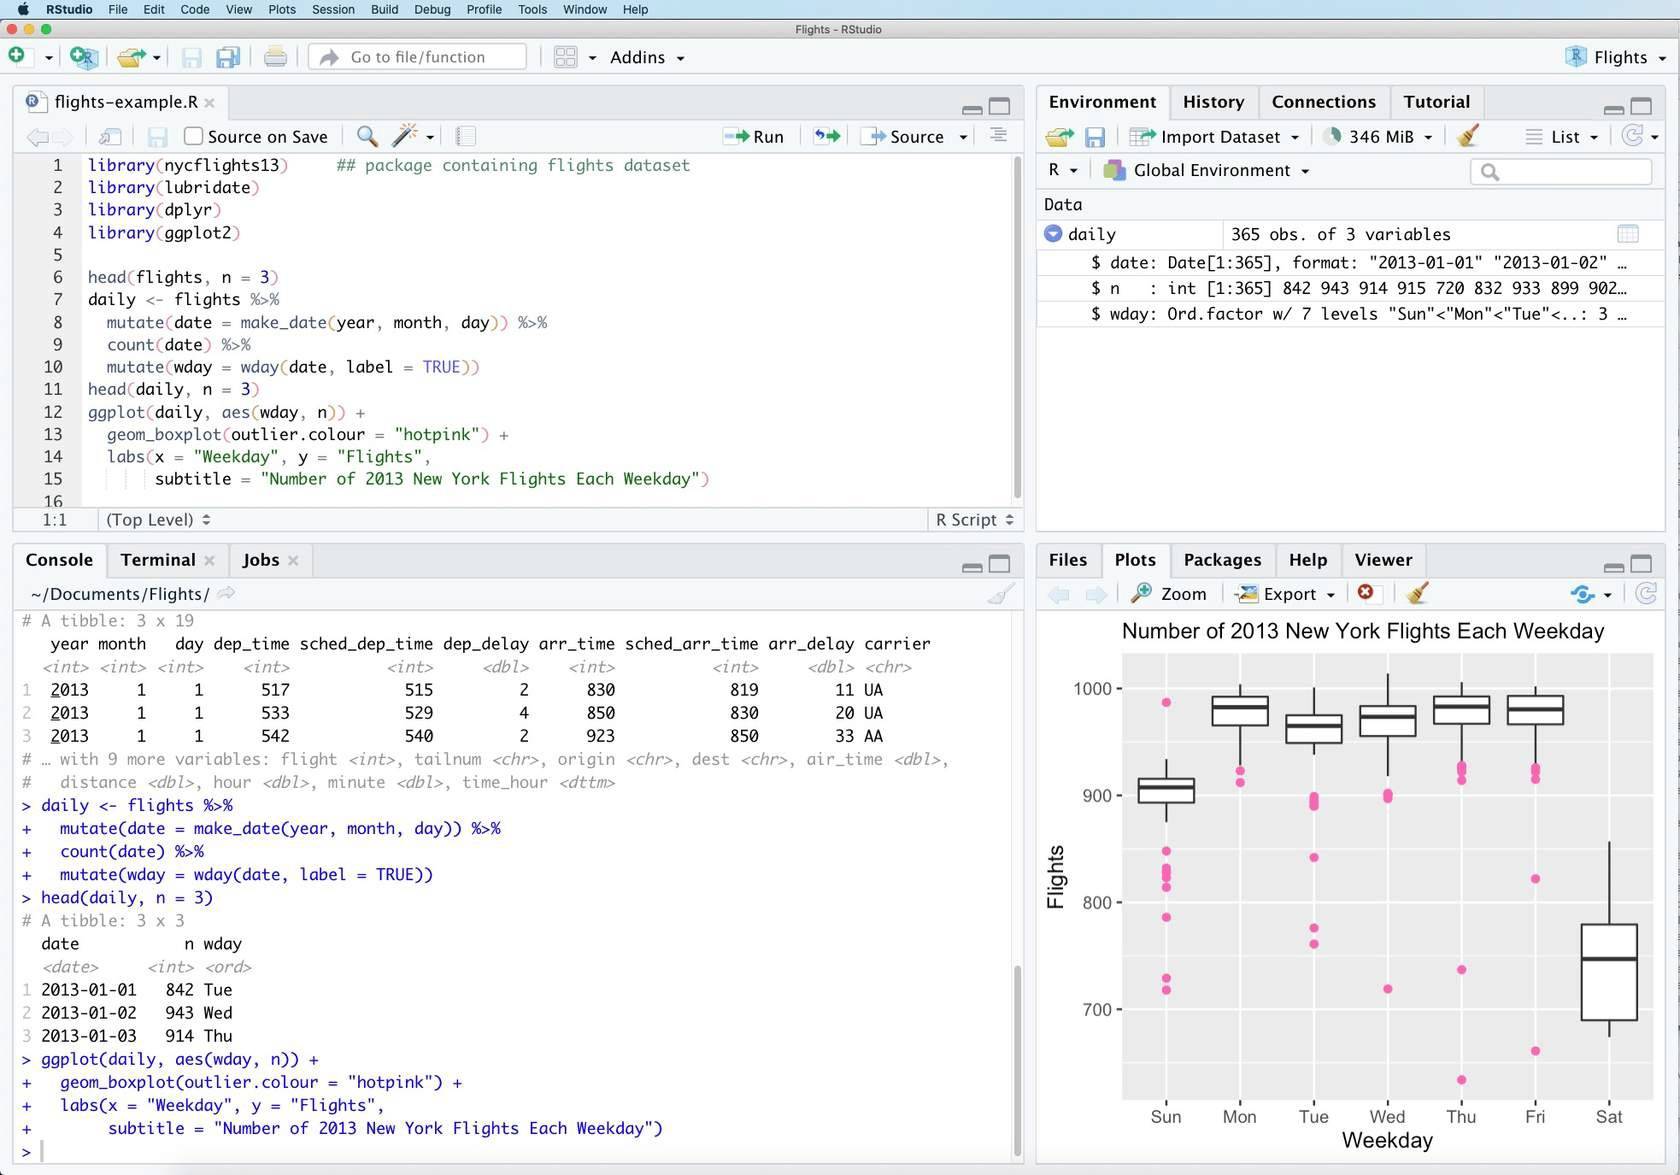 RStudio File Edit Code View Plots Session Build Debug Profile Tools Window Help
Flights - RStudio
Go to file/function Addins Flights
flights-example.R
Source on Save Run Source
1 library(nycflights13)     ## package containing flights dataset
2 library(lubridate)
3 library(dplyr)
4 library(ggplot2)
5
6 head(flights, n = 3)
7 daily <- flights %>%
8   mutate(date = make_date(year, month, day)) %>%
9   count(date) %>%
10   mutate(wday = wday(date, label = TRUE))
11 head(daily, n = 3)
12 ggplot(daily, aes(wday, n)) +
13   geom_boxplot(outlier.colour = "hotpink") +
14   labs(x = "Weekday", y = "Flights",
15        subtitle = "Number of 2013 New York Flights Each Weekday")
16
1:1 (Top Level) R Script
Console Terminal Jobs
~/Documents/Flights/
# A tibble: 3 x 19
   year month   day dep_time sched_dep_time dep_delay arr_time sched_arr_time arr_delay carrier
  <int> <int> <int>    <int>          <int>     <dbl>    <int>          <int>     <dbl> <chr>
1  2013     1     1      517            515         2      830            819        11 UA
2  2013     1     1      533            529         4      850            830        20 UA
3  2013     1     1      542            540         2      923            850        33 AA
# … with 9 more variables: flight <int>, tailnum <chr>, origin <chr>, dest <chr>, air_time <dbl>,
#   distance <dbl>, hour <dbl>, minute <dbl>, time_hour <dttm>
> daily <- flights %>%
+   mutate(date = make_date(year, month, day)) %>%
+   count(date) %>%
+   mutate(wday = wday(date, label = TRUE))
> head(daily, n = 3)
# A tibble: 3 x 3
  date           n wday
  <date>     <int> <ord>
1 2013-01-01   842 Tue
2 2013-01-02   943 Wed
3 2013-01-03   914 Thu
> ggplot(daily, aes(wday, n)) +
+   geom_boxplot(outlier.colour = "hotpink") +
+   labs(x = "Weekday", y = "Flights",
+        subtitle = "Number of 2013 New York Flights Each Weekday")
>
Environment History Connections Tutorial
Import Dataset 346 MiB List
R Global Environment
Data
daily 365 obs. of 3 variables
$ date: Date[1:365], format: "2013-01-01" "2013-01-02" …
$ n   : int [1:365] 842 943 914 915 720 832 933 899 902…
$ wday: Ord.factor w/ 7 levels "Sun"<"Mon"<"Tue"<..: 3 …
Files Plots Packages Help Viewer
Zoom Export
Number of 2013 New York Flights Each Weekday
1000
900
800
700
Flights
Sun Mon Tue Wed Thu Fri Sat
Weekday